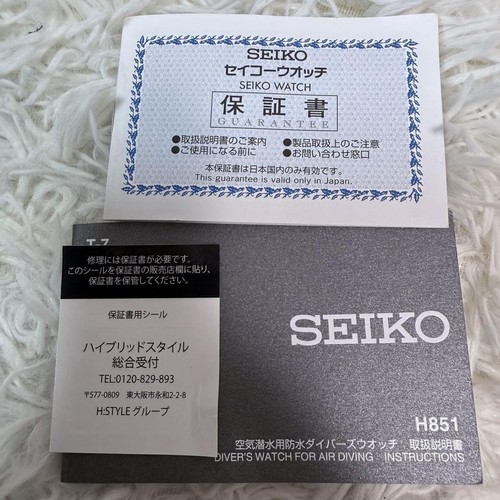 SEIKO
セイコーウオッチ
SEIKO WATCH
保証書
GUARANTEE
●取扱説明書のご案内 ●製品取扱上のご注意
●ご使用になる前に ●お問い合わせ窓口
本保証書は日本国内のみ有効です。
This guarantee is valid only in Japan.
T-7
修理には保証書が必要です。
このシールを保証書の販売店欄に貼り、
保証書を保管してください。
保証書用シール
ハイブリッドスタイル
総合受付
TEL:0120-829-893
〒577-0809 東大阪市永和2-2-8
H:STYLE グループ
SEIKO
H851
空気潜水用防水ダイバーズウオッチ 取扱説明書
DIVER'S WATCH FOR AIR DIVING INSTRUCTIONS